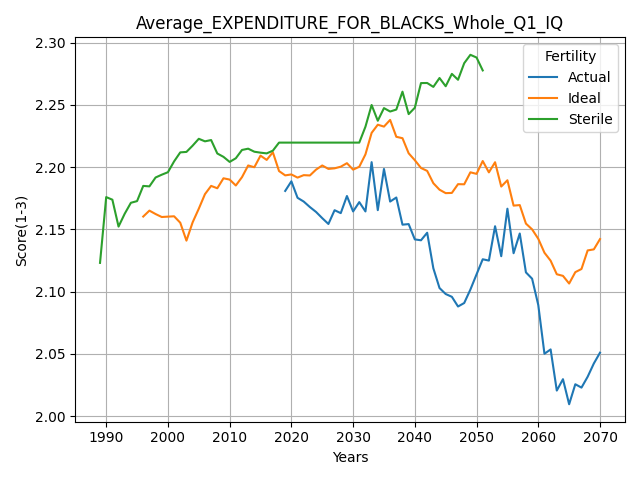 Average_EXPENDITURE_FOR_BLACKS_Whole_Q1_IQ
Fertility
Actual
Ideal
Sterile
Score(1-3)
2.30
2.25
2.20
2.15
2.10
2.05
2.00
1990 2000 2010 2020 2030 2040 2050 2060 2070
Years